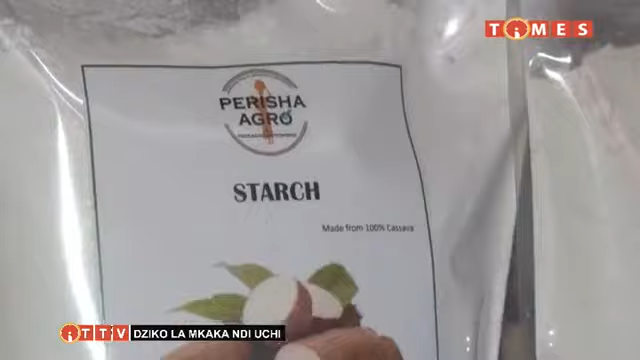 TIMES
PERISHA
AGRO
STARCH
Made from 100% Cassava
TTV DZIKO LA MKAKA NDI UCHI